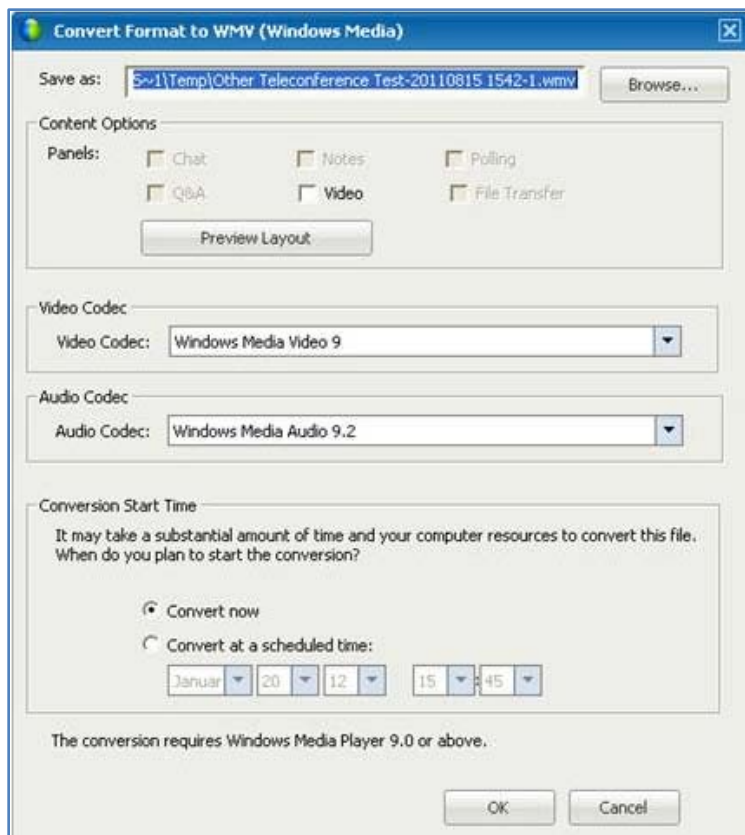 Convert Format to WMV (Windows Media)
Save as: S~1\Temp\Other Teleconference Test-20110815 1542-1.wmv Browse...
Content Options
Panels: Chat Notes Polling
Q&A Video File Transfer
Preview Layout
Video Codec
Video Codec: Windows Media Video 9
Audio Codec
Audio Codec: Windows Media Audio 9.2
Conversion Start Time
It may take a substantial amount of time and your computer resources to convert this file.
When do you plan to start the conversion?
Convert now
Convert at a scheduled time:
Januar 20 12 15 : 45
The conversion requires Windows Media Player 9.0 or above.
OK Cancel